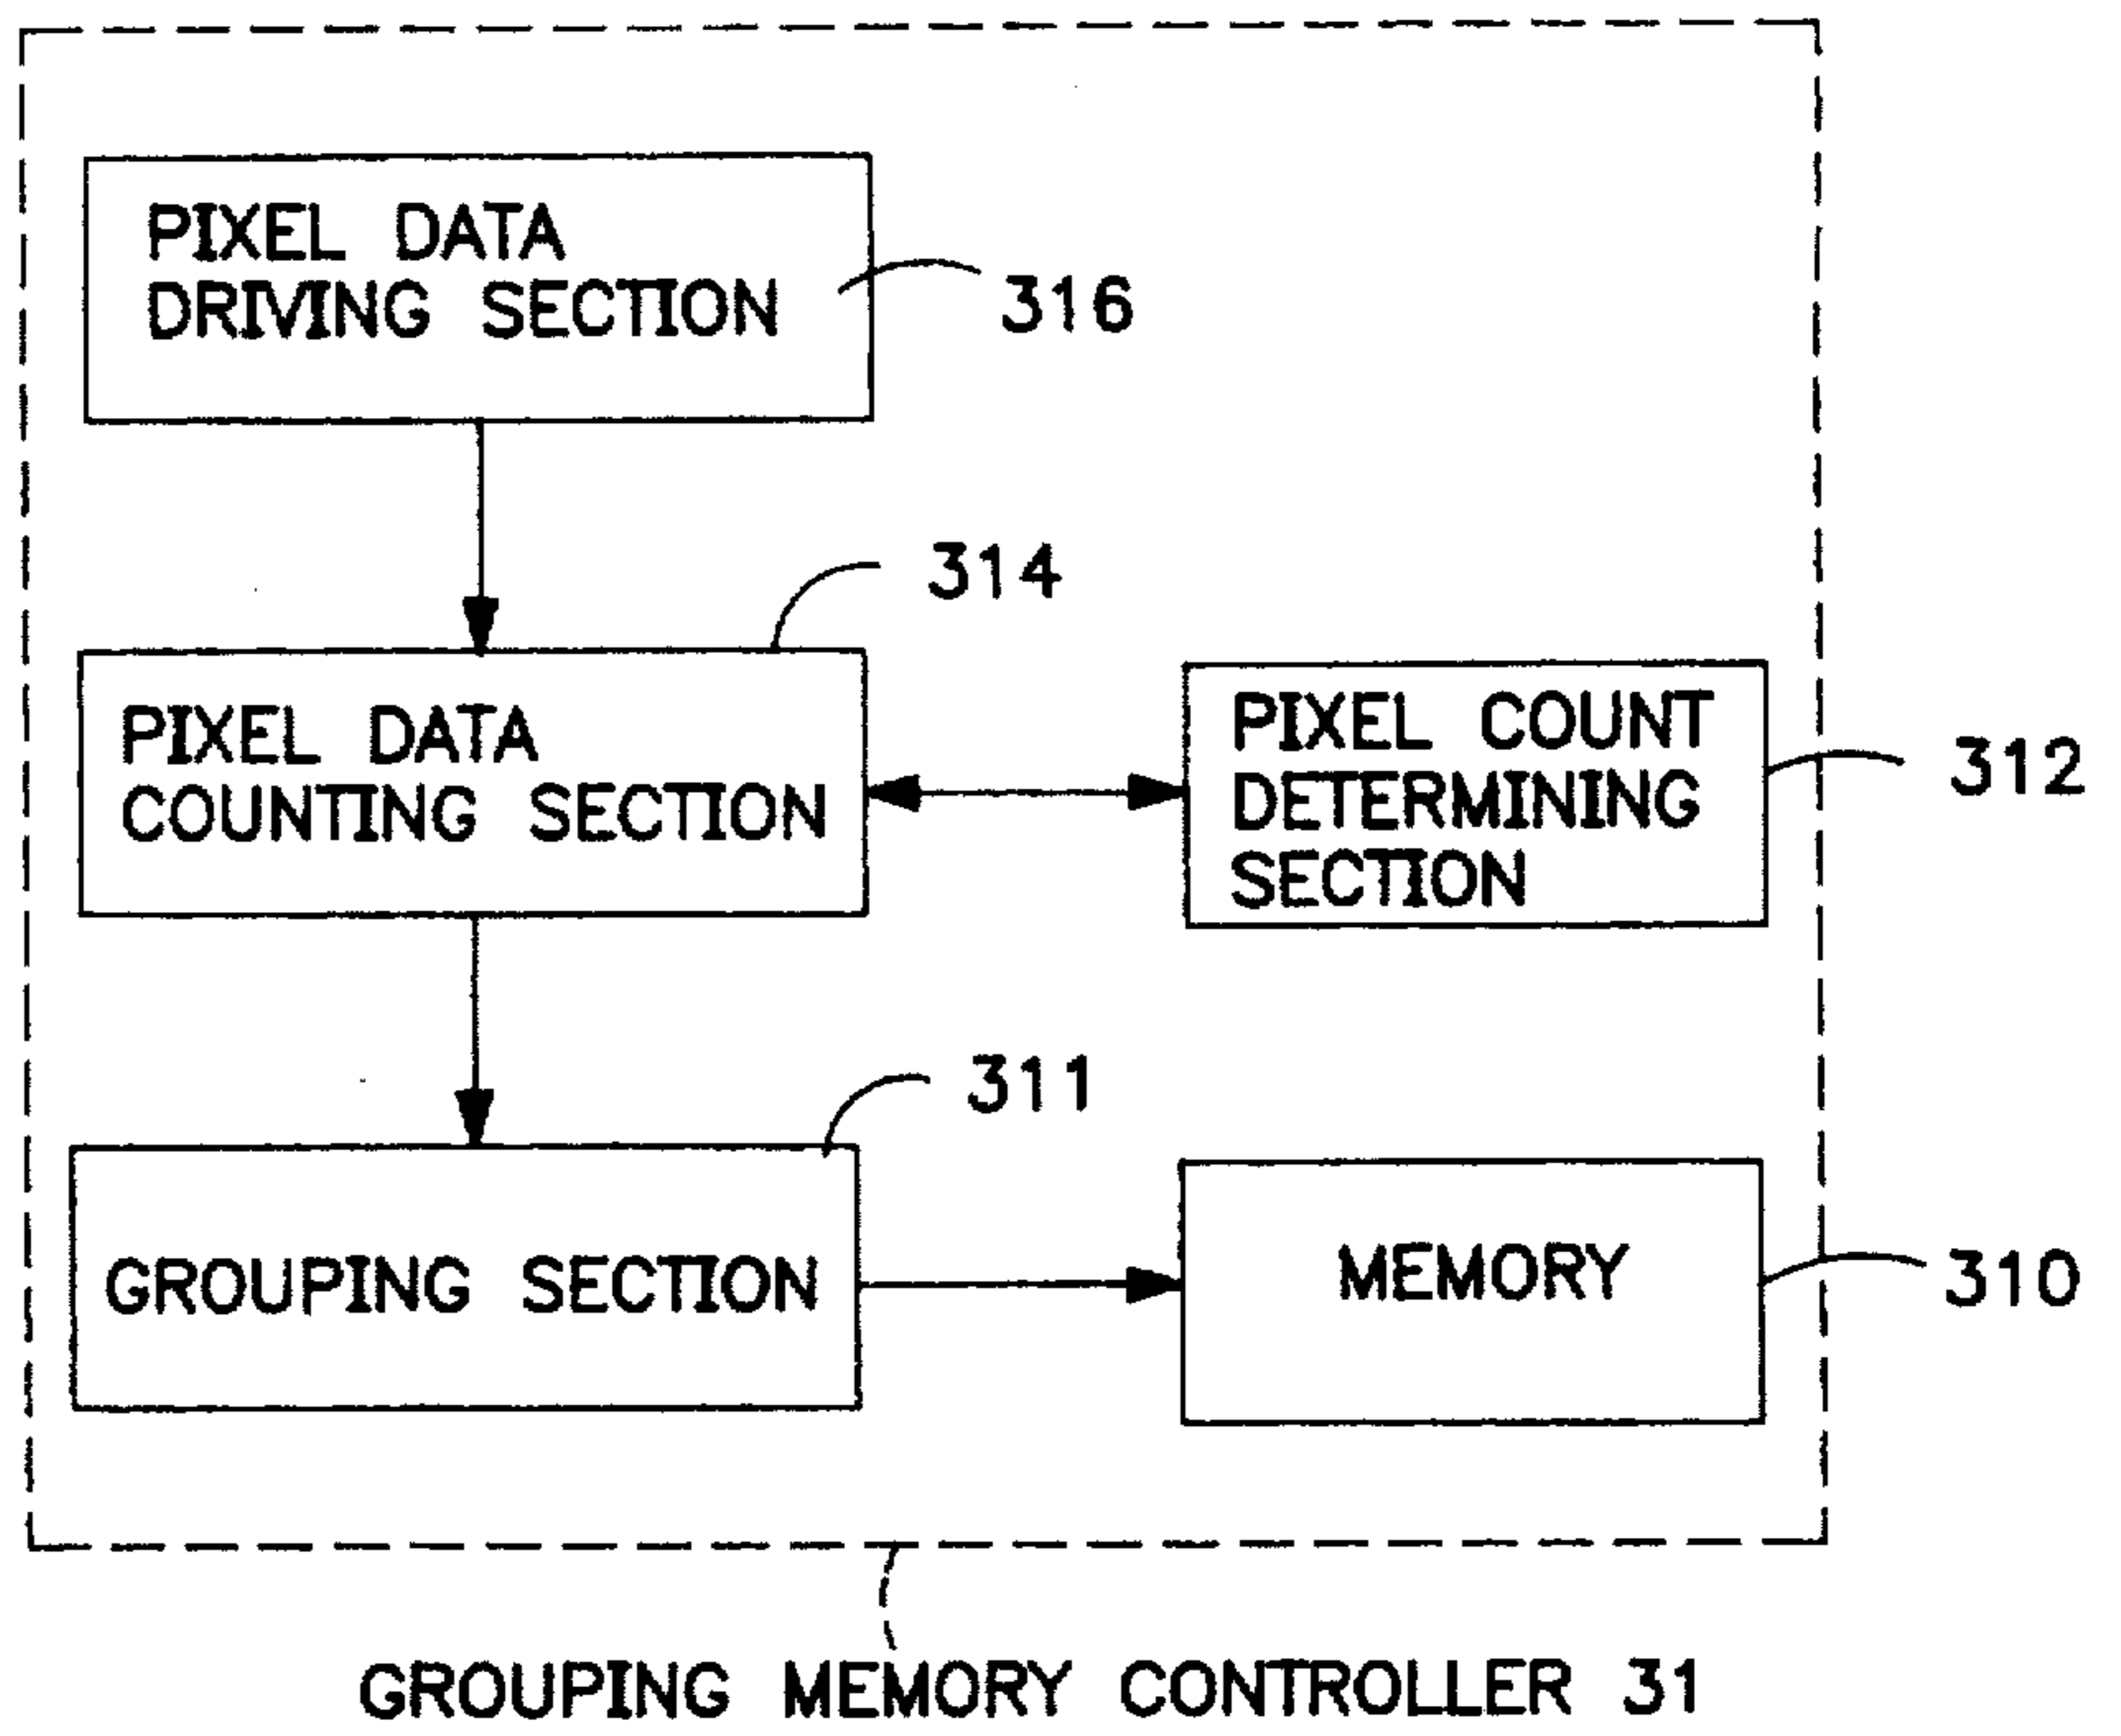 PIXEL DATA
DRIVING SECTION
316
314
PIXEL DATA
COUNTING SECTION
PIXEL COUNT
DETERMINING
SECTION
312
311
GROUPING SECTION
MEMORY
310
GROUPING MEMORY CONTROLLER 31